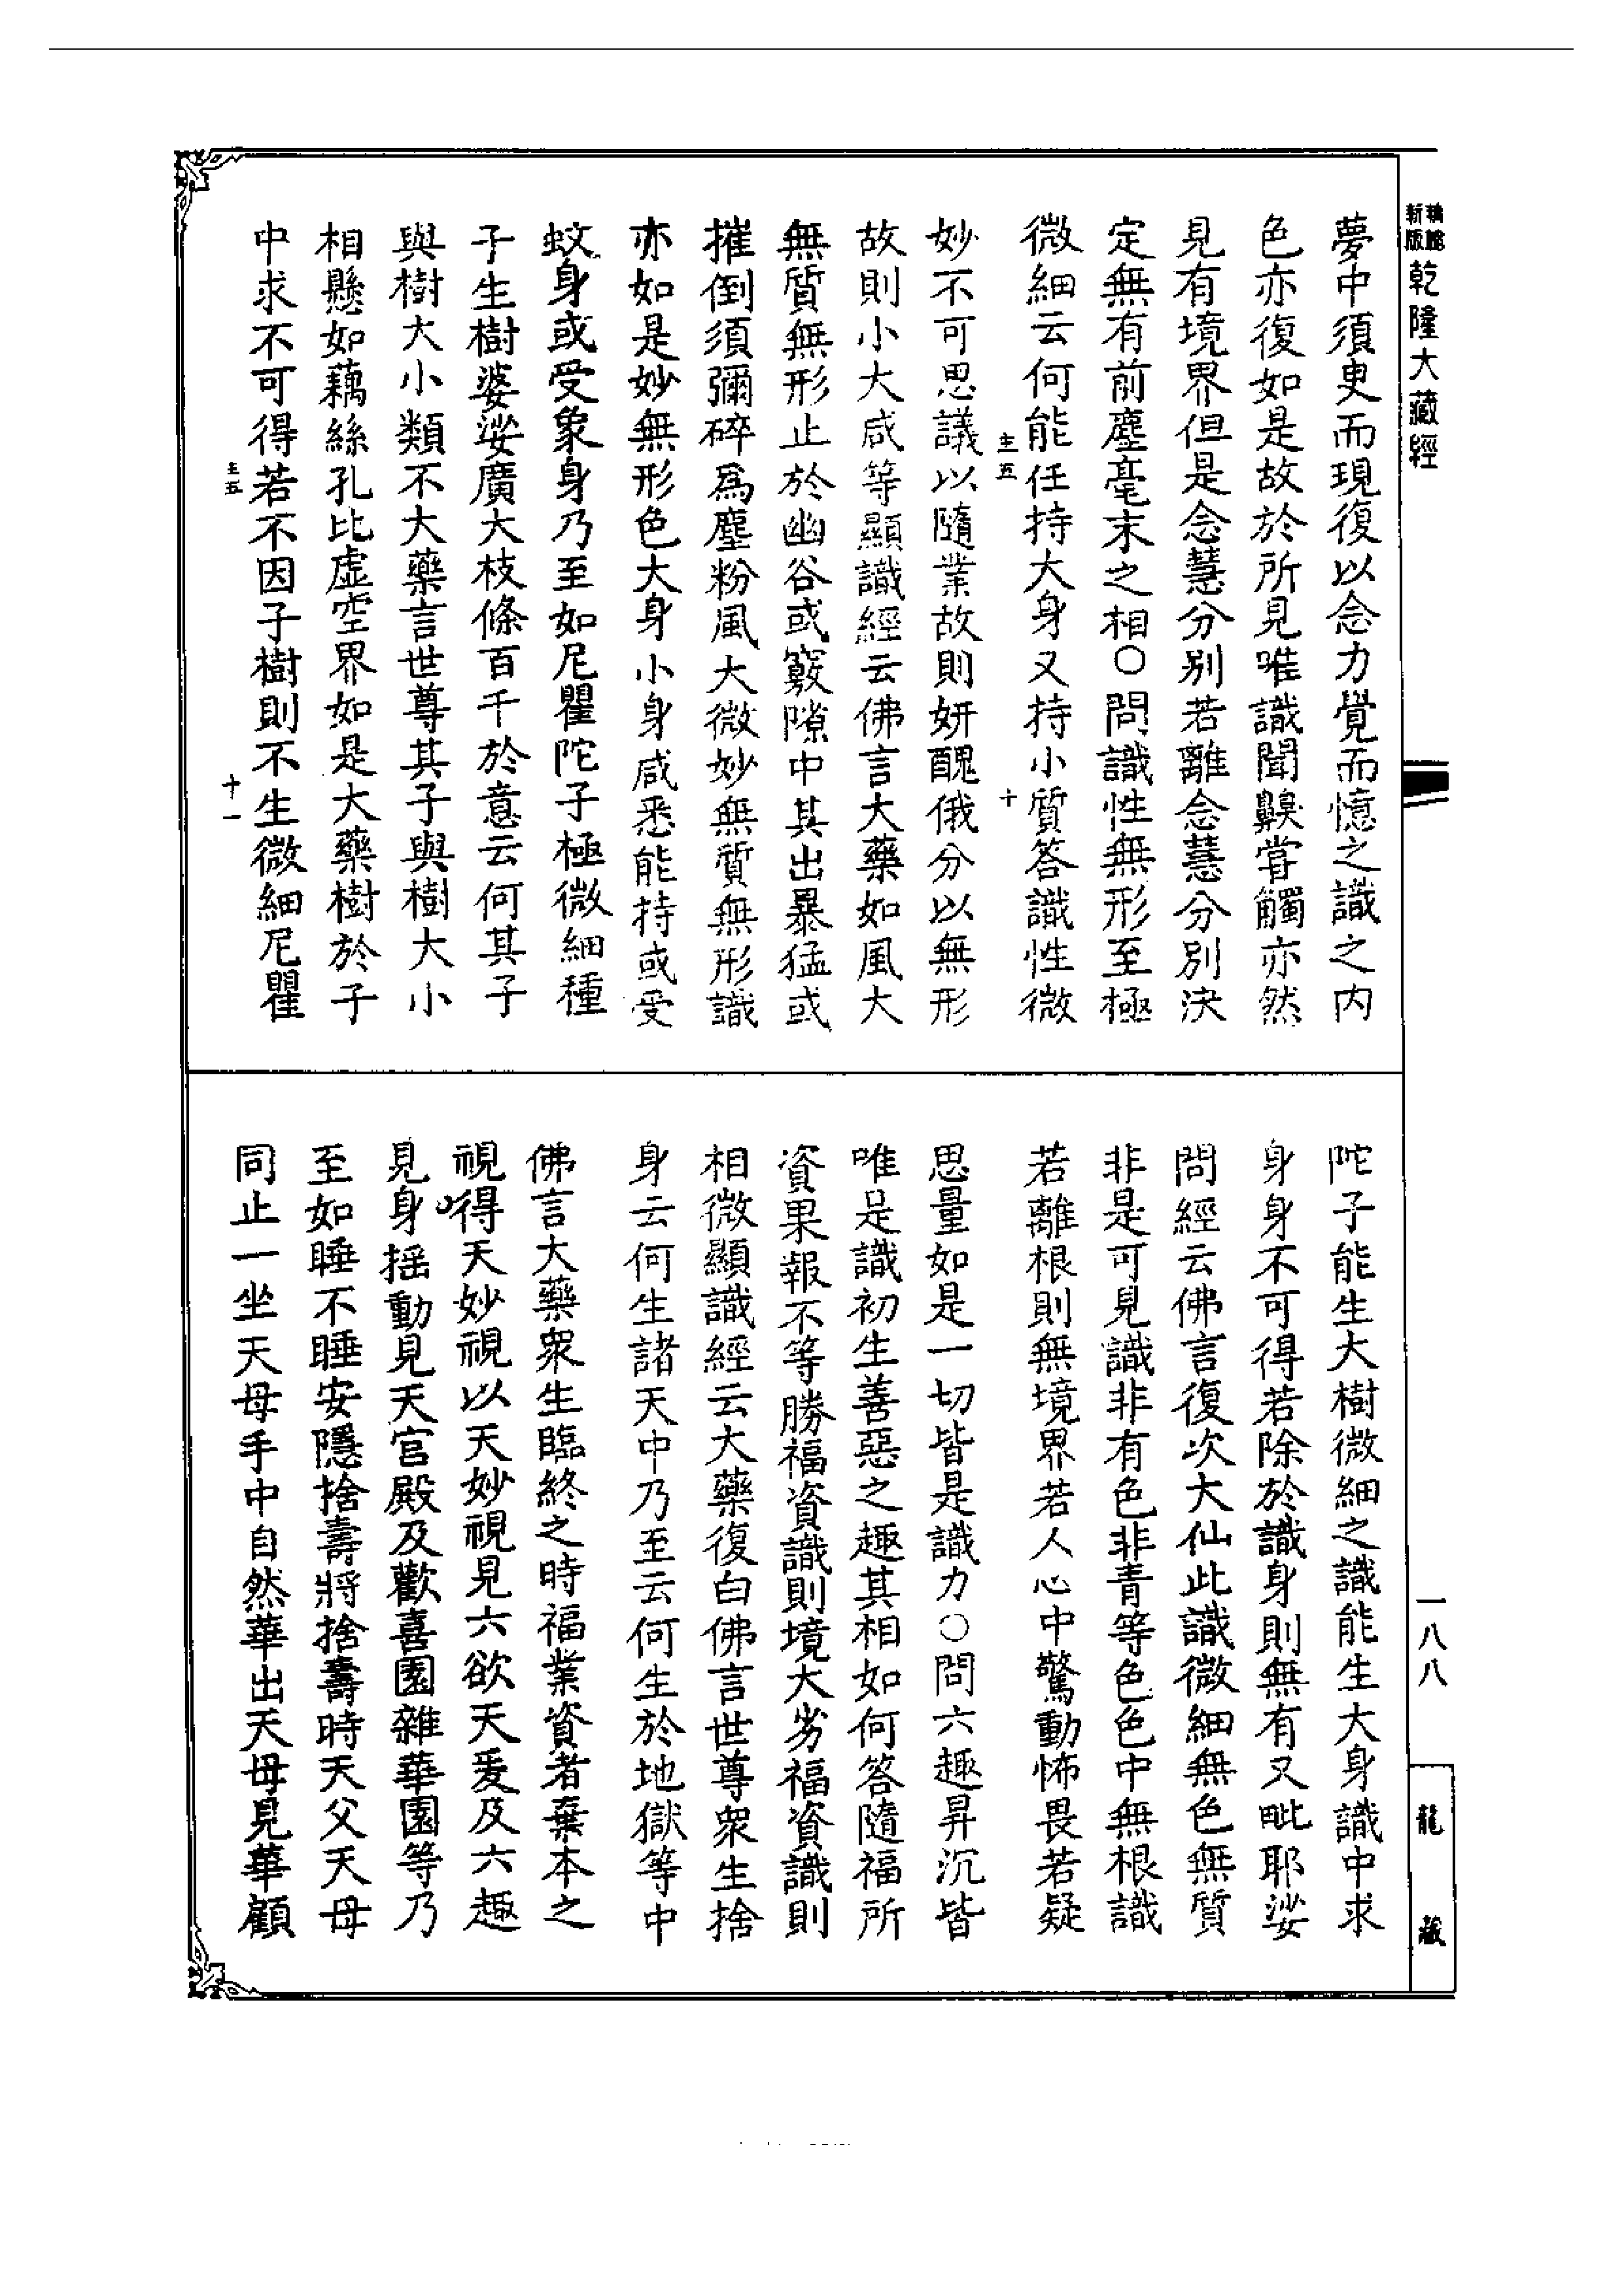 新版
乾隆大藏經
夢中須臾而現復以念力覺而憶之識之内
色亦復如是故於所見唯識聞齅甞觸亦然
見有境界但是念慧分别若離念慧分别決
定無有前塵毫末之相〇問識性無形至極
微細云何能任持大身又持小質答識性微
主五 十
妙不可思議以隨業故則妍醜俄分以無形
故則小大咸等顯識經云佛言大藥如風大
無質無形止於幽谷或竅隙中其出暴猛或
摧倒須彌碎爲塵粉風大微妙無質無形識
亦如是妙無形色大身小身咸悉能持或受
蚊身或受象身乃至如尼瞿陀子極微細種
子生樹婆娑廣大枝條百千於意云何其子
與樹大小類不大藥言世尊其子與樹大小
相懸如藕絲孔比虛空界如是大藥樹於子
中求不可得若不因子樹則不生微細尼瞿
主五 十一
陀子能生大樹微細之識能生大身識中求
身身不可得若除於識身則無有又毗耶娑
問經云佛言復次大仙此識微細無色無質
非是可見識非有色非青等色色中無根識
若離根則無境界若人心中驚動怖畏若疑
思量如是一切皆是識力〇問六趣昇沉皆
唯是識初生善惡之趣其相如何答隨福所
資果報不等勝福資識則境大劣福資識則
相微顯識經云大藥復白佛言世尊衆生捨
身云何生諸天中乃至云何生於地獄等中
佛言大藥衆生臨終之時福業資者棄本之
視得天妙視以天妙視見六欲天爰及六趣
見身搖動見天宮殿及歡喜園雜華園等乃
至如睡不睡安隱捨壽將捨壽時天父天母
同止一坐天母手中自然華出天母見華顧
一八八
龍藏